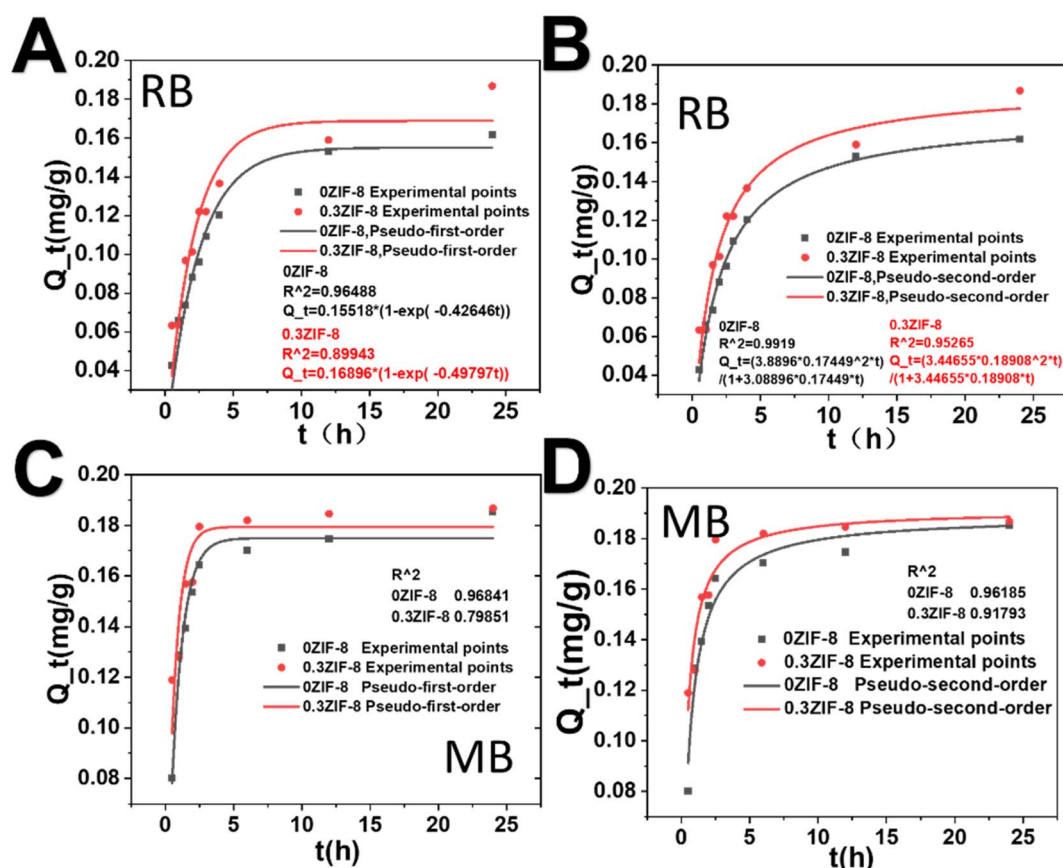 A
RB
0.20
0.18
0.16
0.14
0.12
0.10
0.08
0.06
0.04
Q_t(mg/g)
0ZIF-8 Experimental points
0.3ZIF-8 Experimental points
0ZIF-8,Pseudo-first-order
0.3ZIF-8,Pseudo-first-order
0ZIF-8
R^2=0.96488
Q_t=0.15518*(1-exp( -0.42646t))
0.3ZIF-8
R^2=0.89943
Q_t=0.16896*(1-exp( -0.49797t))
0 5 10 15 20 25
t（h）
B
RB
0.20
0.18
0.16
0.14
0.12
0.10
0.08
0.06
0.04
Q_t(mg/g)
0ZIF-8 Experimental points
0.3ZIF-8 Experimental points
0ZIF-8,Pseudo-second-order
0.3ZIF-8,Pseudo-second-order
0ZIF-8
R^2=0.9919
Q_t=(3.8896*0.17449^2*t)
/(1+3.08896*0.17449*t)
0.3ZIF-8
R^2=0.95265
Q_t=(3.44655*0.18908^2*t)
/(1+3.44655*0.18908*t)
0 5 10 15 20 25
t（h）
C
0.20
0.18
0.16
0.14
0.12
0.10
0.08
Q_t(mg/g)
R^2
0ZIF-8 0.96841
0.3ZIF-8 0.79851
0ZIF-8 Experimental points
0.3ZIF-8 Experimental points
0ZIF-8 Pseudo-first-order
0.3ZIF-8 Pseudo-first-order
MB
0 5 10 15 20 25
t(h)
D
MB
0.20
0.18
0.16
0.14
0.12
0.10
0.08
Q_t(mg/g)
R^2
0ZIF-8 0.96185
0.3ZIF-8 0.91793
0ZIF-8 Experimental points
0.3ZIF-8 Experimental points
0ZIF-8 Pseudo-second-order
0.3ZIF-8 Pseudo-second-order
0 5 10 15 20 25
t(h)